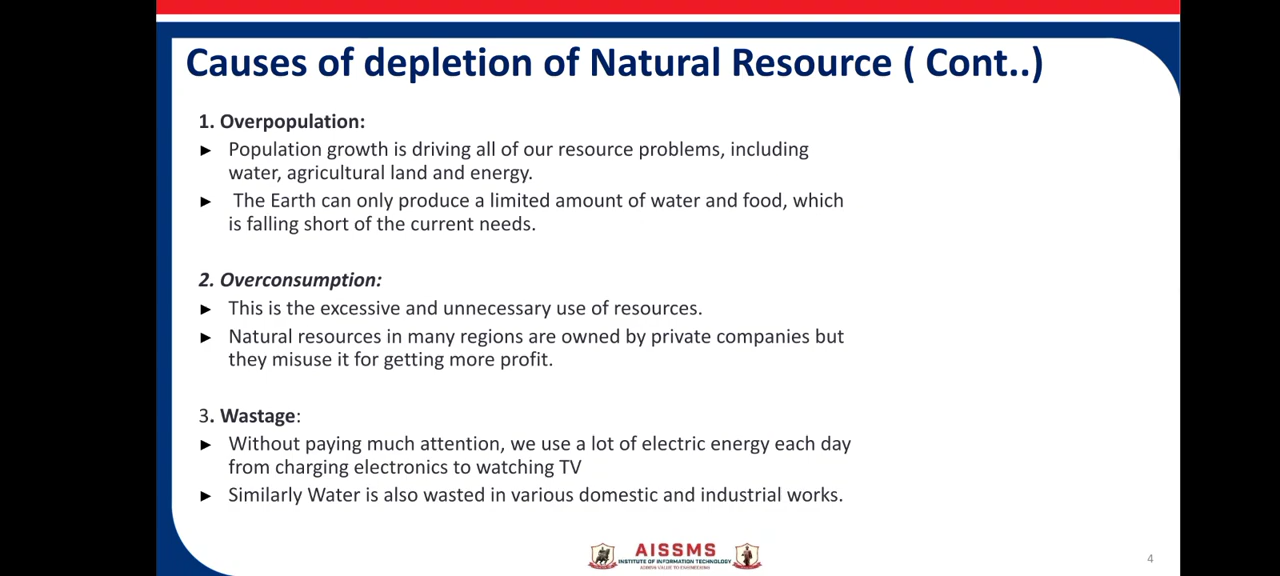 Causes of depletion of Natural Resource ( Cont..)
1. Overpopulation:
► Population growth is driving all of our resource problems, including
water, agricultural land and energy.
► The Earth can only produce a limited amount of water and food, which
is falling short of the current needs.
2. Overconsumption:
► This is the excessive and unnecessary use of resources.
► Natural resources in many regions are owned by private companies but
they misuse it for getting more profit.
3. Wastage:
► Without paying much attention, we use a lot of electric energy each day
from charging electronics to watching TV
► Similarly Water is also wasted in various domestic and industrial works.
AISSMS
INSTITUTE OF INFORMATION TECHNOLOGY
ADDING VALUE TO ENGINEERING
4